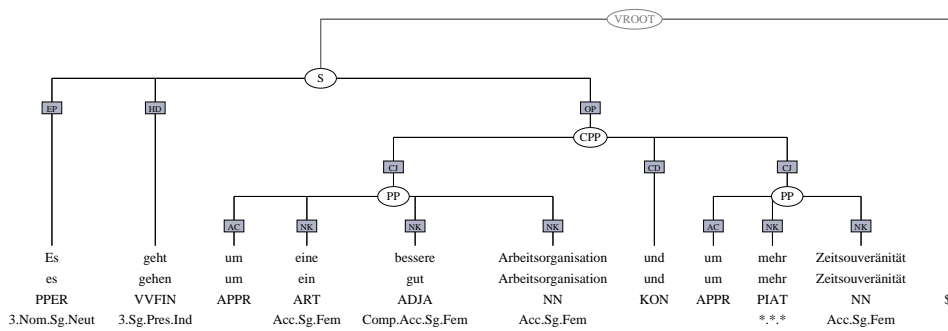 VROOT
S
EP HD OP
CPP
CJ CD CJ
PP PP
AC NK NK NK AC NK NK
Es geht um eine bessere Arbeitsorganisation und um mehr Zeitsouveränität
es gehen um ein gut Arbeitsorganisation und um mehr Zeitsouveränität
PPER VVFIN APPR ART ADJA NN KON APPR PIAT NN $
3.Nom.Sg.Neut 3.Sg.Pres.Ind Acc.Sg.Fem Comp.Acc.Sg.Fem Acc.Sg.Fem *.*.* Acc.Sg.Fem